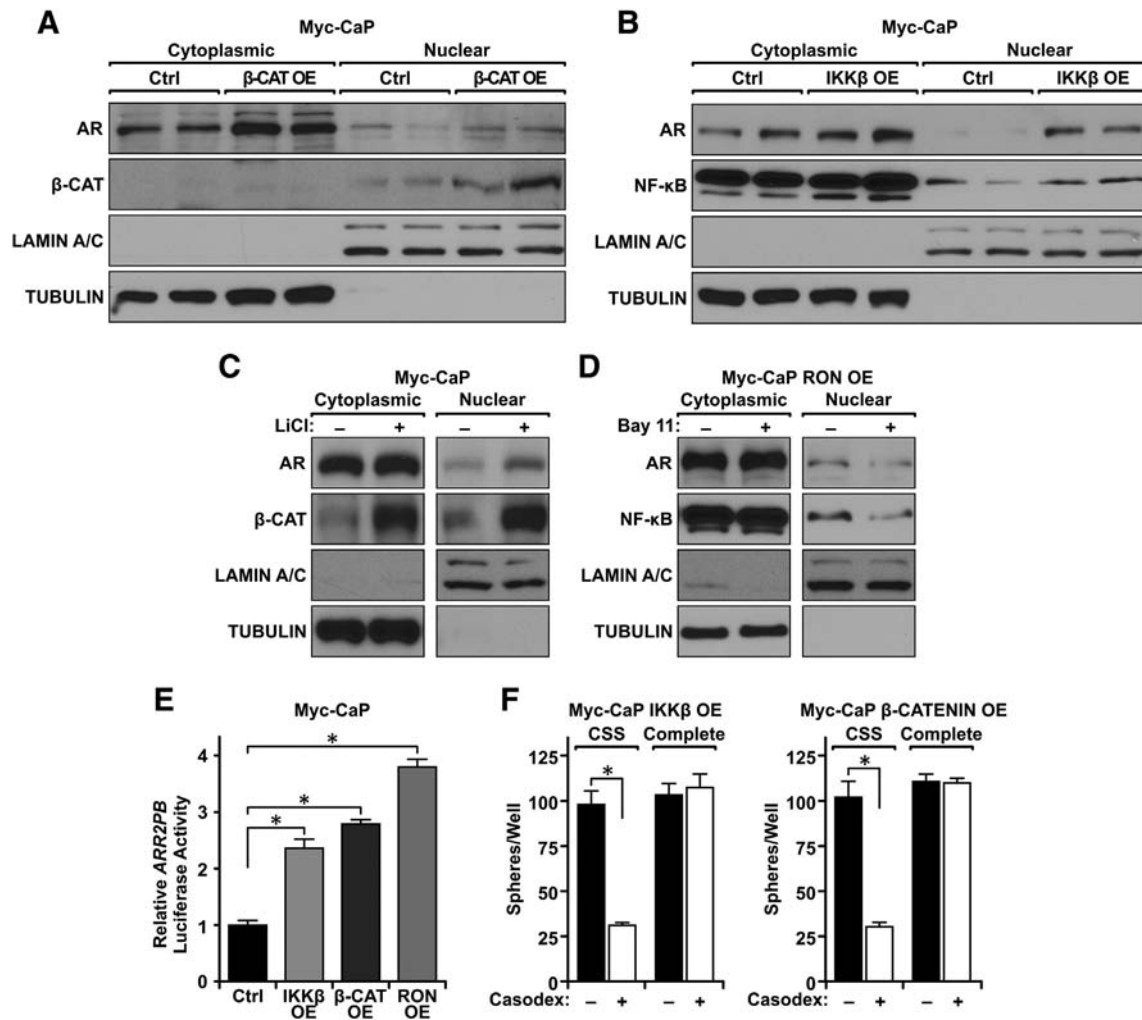 A
Myc-CaP
Cytoplasmic Nuclear
Ctrl β-CAT OE Ctrl β-CAT OE
AR
β-CAT
LAMIN A/C
TUBULIN
B
Myc-CaP
Cytoplasmic Nuclear
Ctrl IKKβ OE Ctrl IKKβ OE
AR
NF-κB
LAMIN A/C
TUBULIN
C
Myc-CaP
Cytoplasmic Nuclear
LiCl: – + – +
AR
β-CAT
LAMIN A/C
TUBULIN
D
Myc-CaP RON OE
Cytoplasmic Nuclear
Bay 11: – + – +
AR
NF-κB
LAMIN A/C
TUBULIN
E
Myc-CaP
Relative ARR2PB
Luciferase Activity
4
3
2
1
0
* * *
Ctrl IKKβ OE β-CAT OE RON OE
F
Myc-CaP IKKβ OE
CSS Complete
Spheres/Well
125
100
75
50
25
0
*
Casodex: – + – +
Myc-CaP β-CATENIN OE
CSS Complete
Spheres/Well
125
100
75
50
25
0
*
Casodex: – + – +